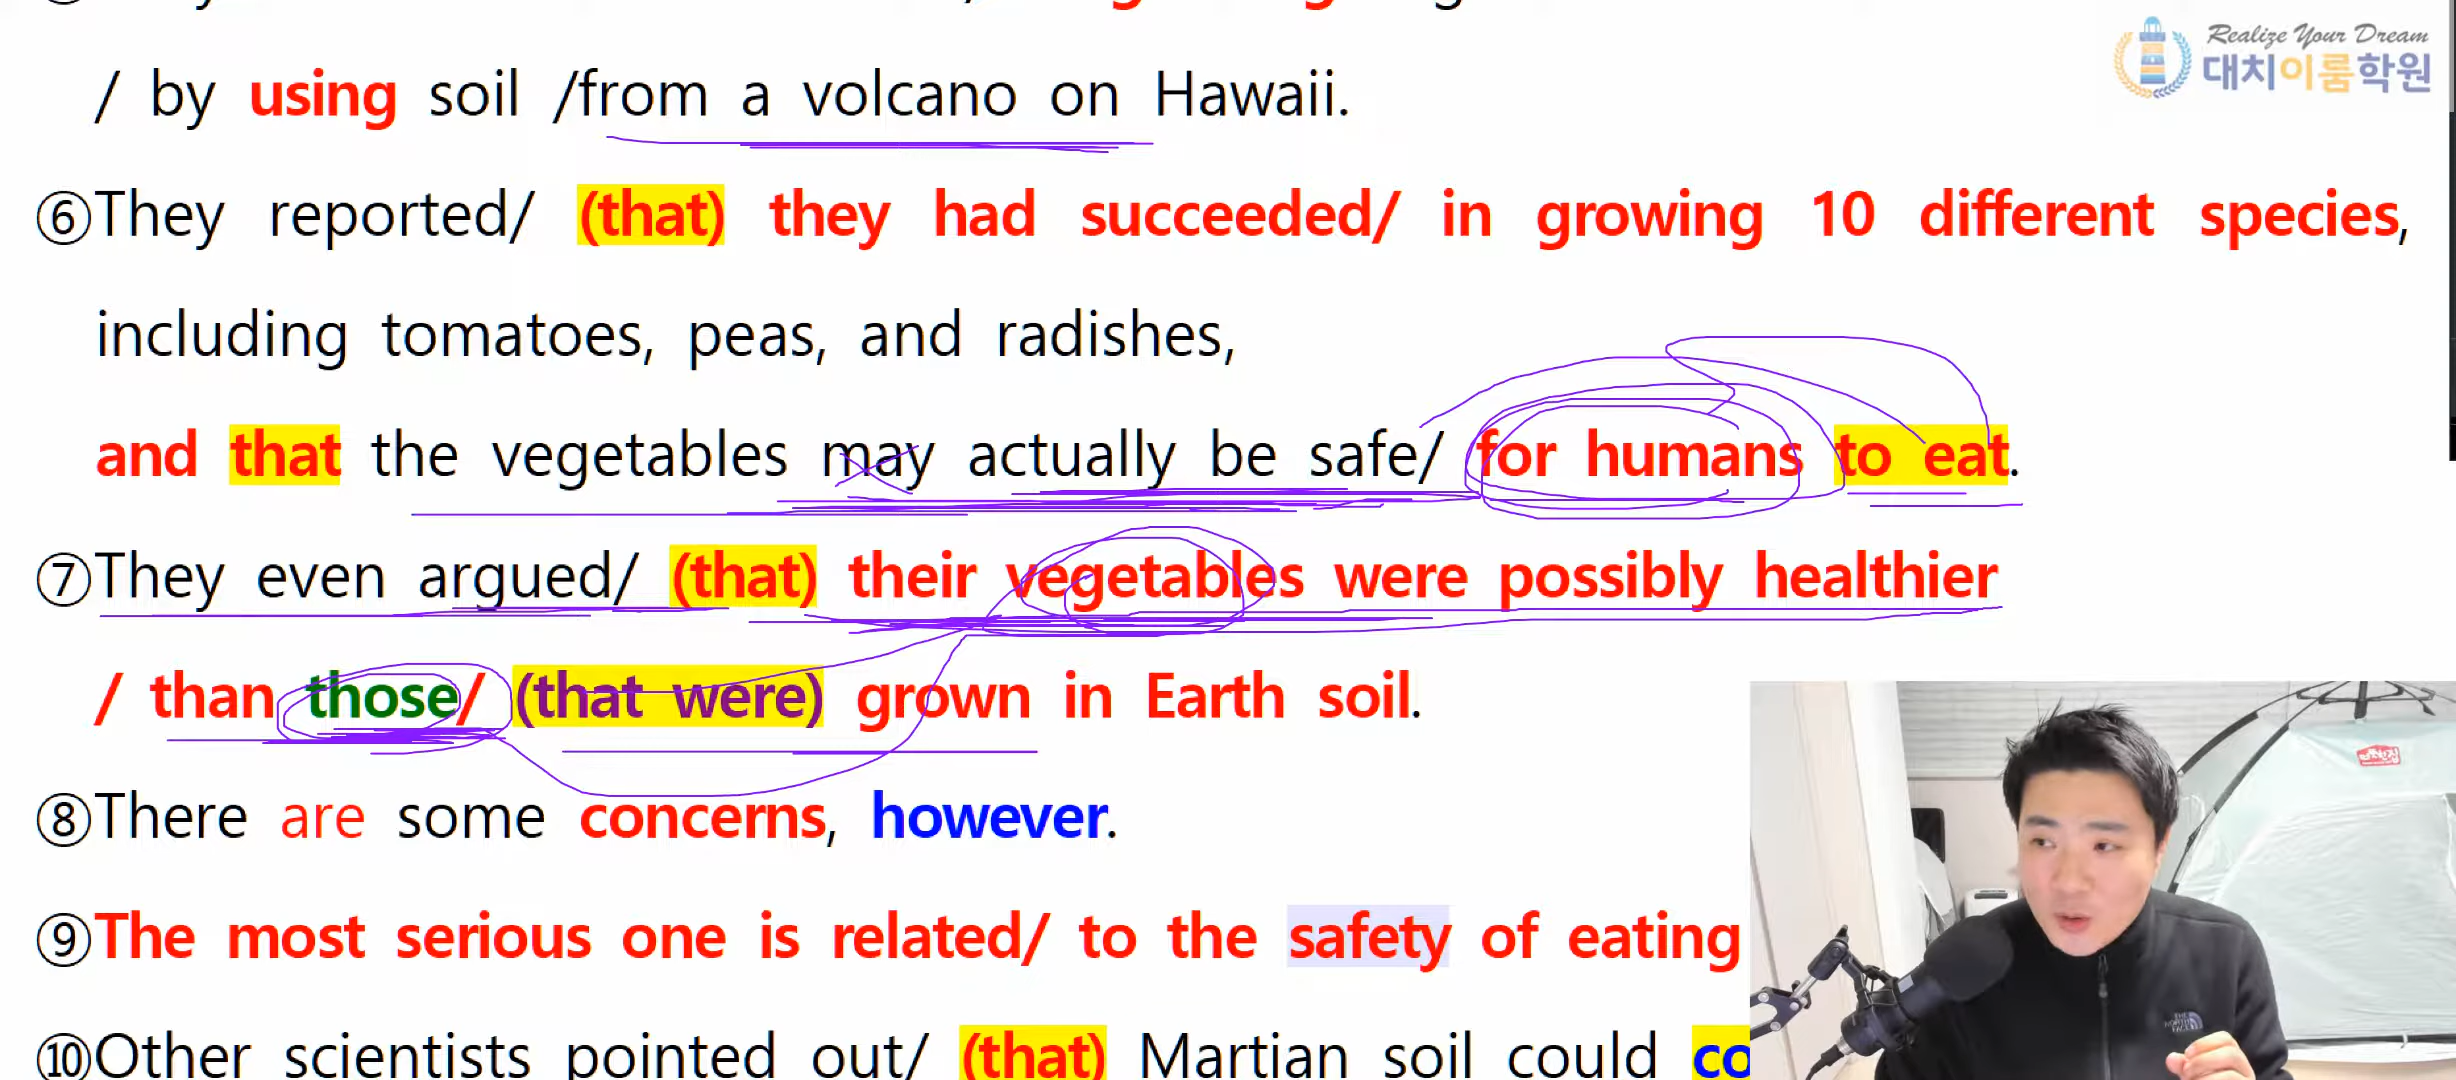 Realize Your Dream
대치이룸학원
/ by using soil /from a volcano on Hawaii.
⑥They reported/ (that) they had succeeded/ in growing 10 different species,
including tomatoes, peas, and radishes,
and that the vegetables may actually be safe/ for humans to eat.
⑦They even argued/ (that) their vegetables were possibly healthier
/ than those/ (that were) grown in Earth soil.
⑧There are some concerns, however.
⑨The most serious one is related/ to the safety of eating
⑩Other scientists pointed out/ (that) Martian soil could co
THE NORTH FACE